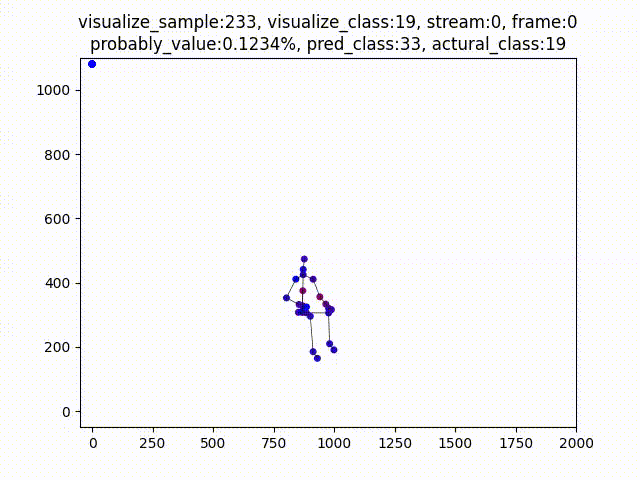 visualize_sample:233, visualize_class:19, stream:0, frame:0
probably_value:0.1234%, pred_class:33, actural_class:19
1000
800
600
400
200
0
0 250 500 750 1000 1250 1500 1750 2000